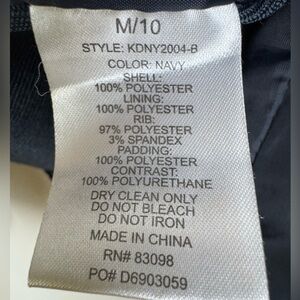 M/10
STYLE: KDNY2004-B
COLOR: NAVY
SHELL:
100% POLYESTER
LINING:
100% POLYESTER
RIB:
97% POLYESTER
3% SPANDEX
PADDING:
100% POLYESTER
CONTRAST:
100% POLYURETHANE
DRY CLEAN ONLY
DO NOT BLEACH
DO NOT IRON
MADE IN CHINA
RN# 83098
PO# D6903059